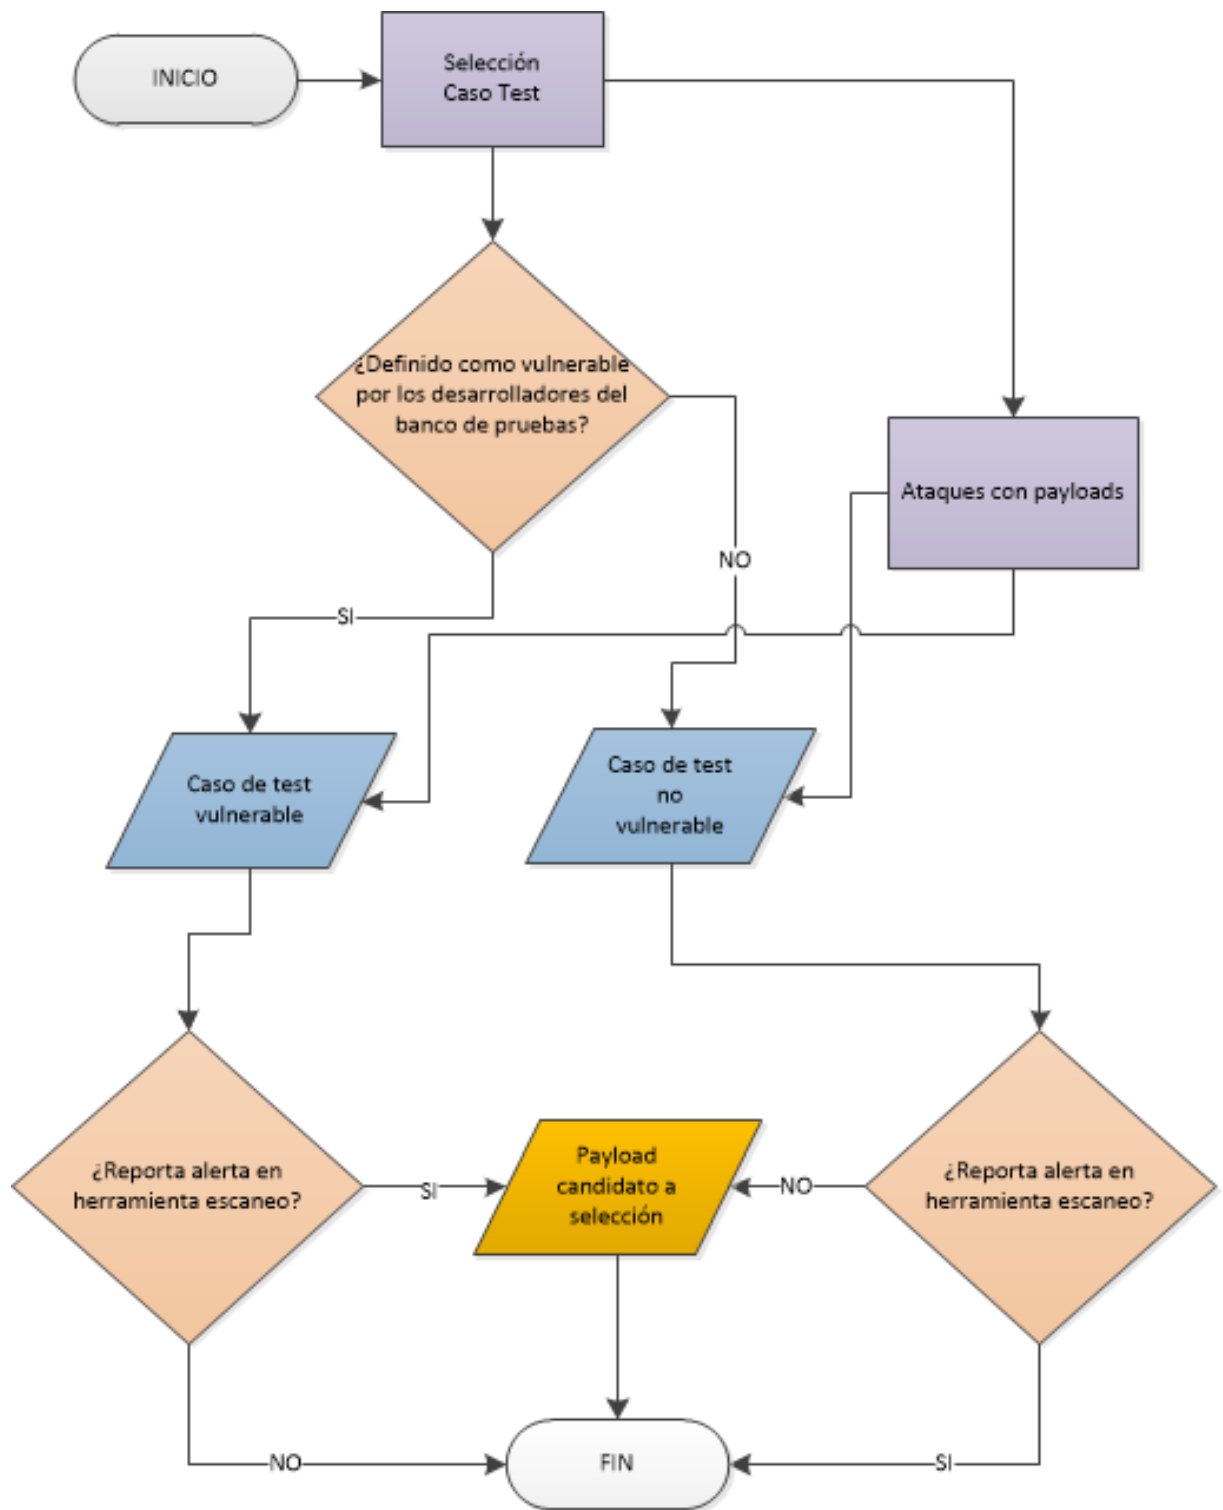 INICIO
Selección
Caso Test
¿Definido como vulnerable
por los desarrolladores del
banco de pruebas?
Ataques con payloads
NO
SI
Caso de test
vulnerable
Caso de test
no
vulnerable
¿Reporta alerta en
herramienta escaneo?
SI
Payload
candidato a
selección
NO
¿Reporta alerta en
herramienta escaneo?
NO
FIN
SI